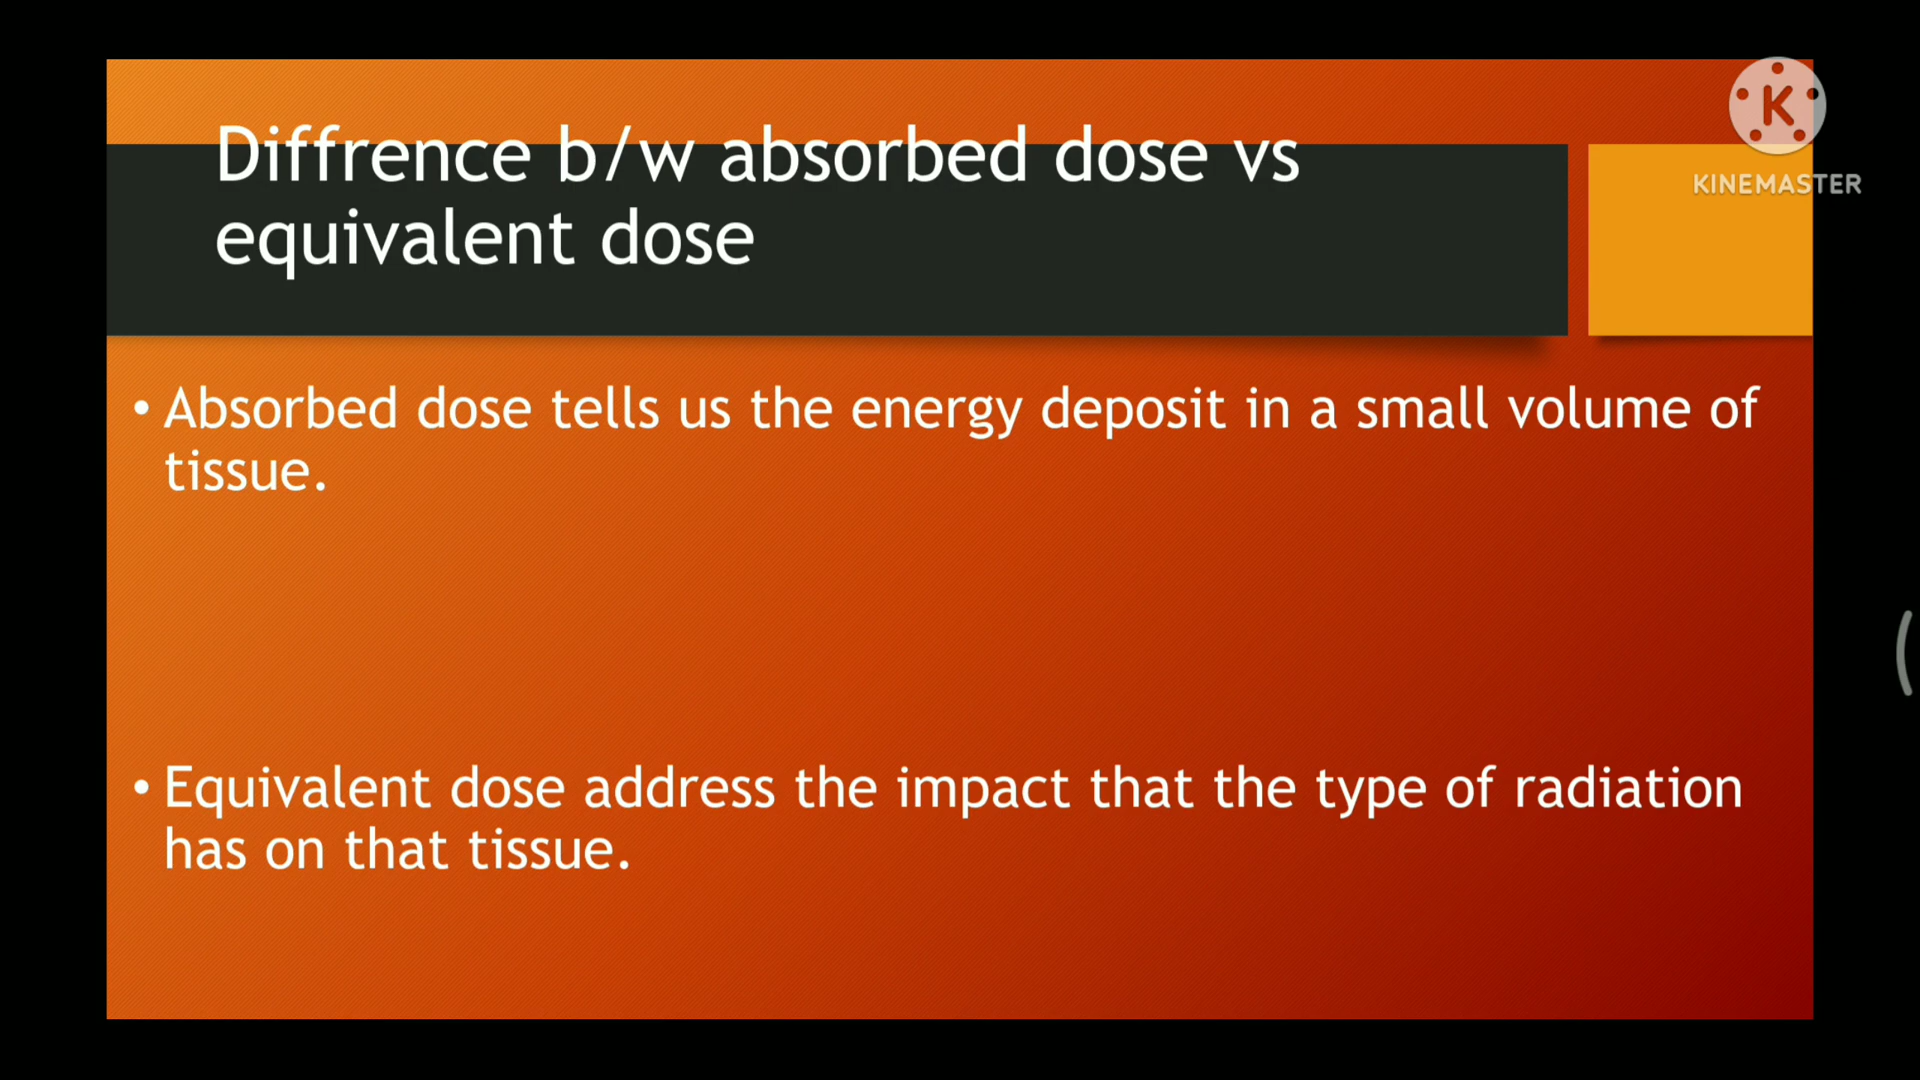 K
KINEMASTER
Diffrence b/w absorbed dose vs
equivalent dose
• Absorbed dose tells us the energy deposit in a small volume of
tissue.
• Equivalent dose address the impact that the type of radiation
has on that tissue.